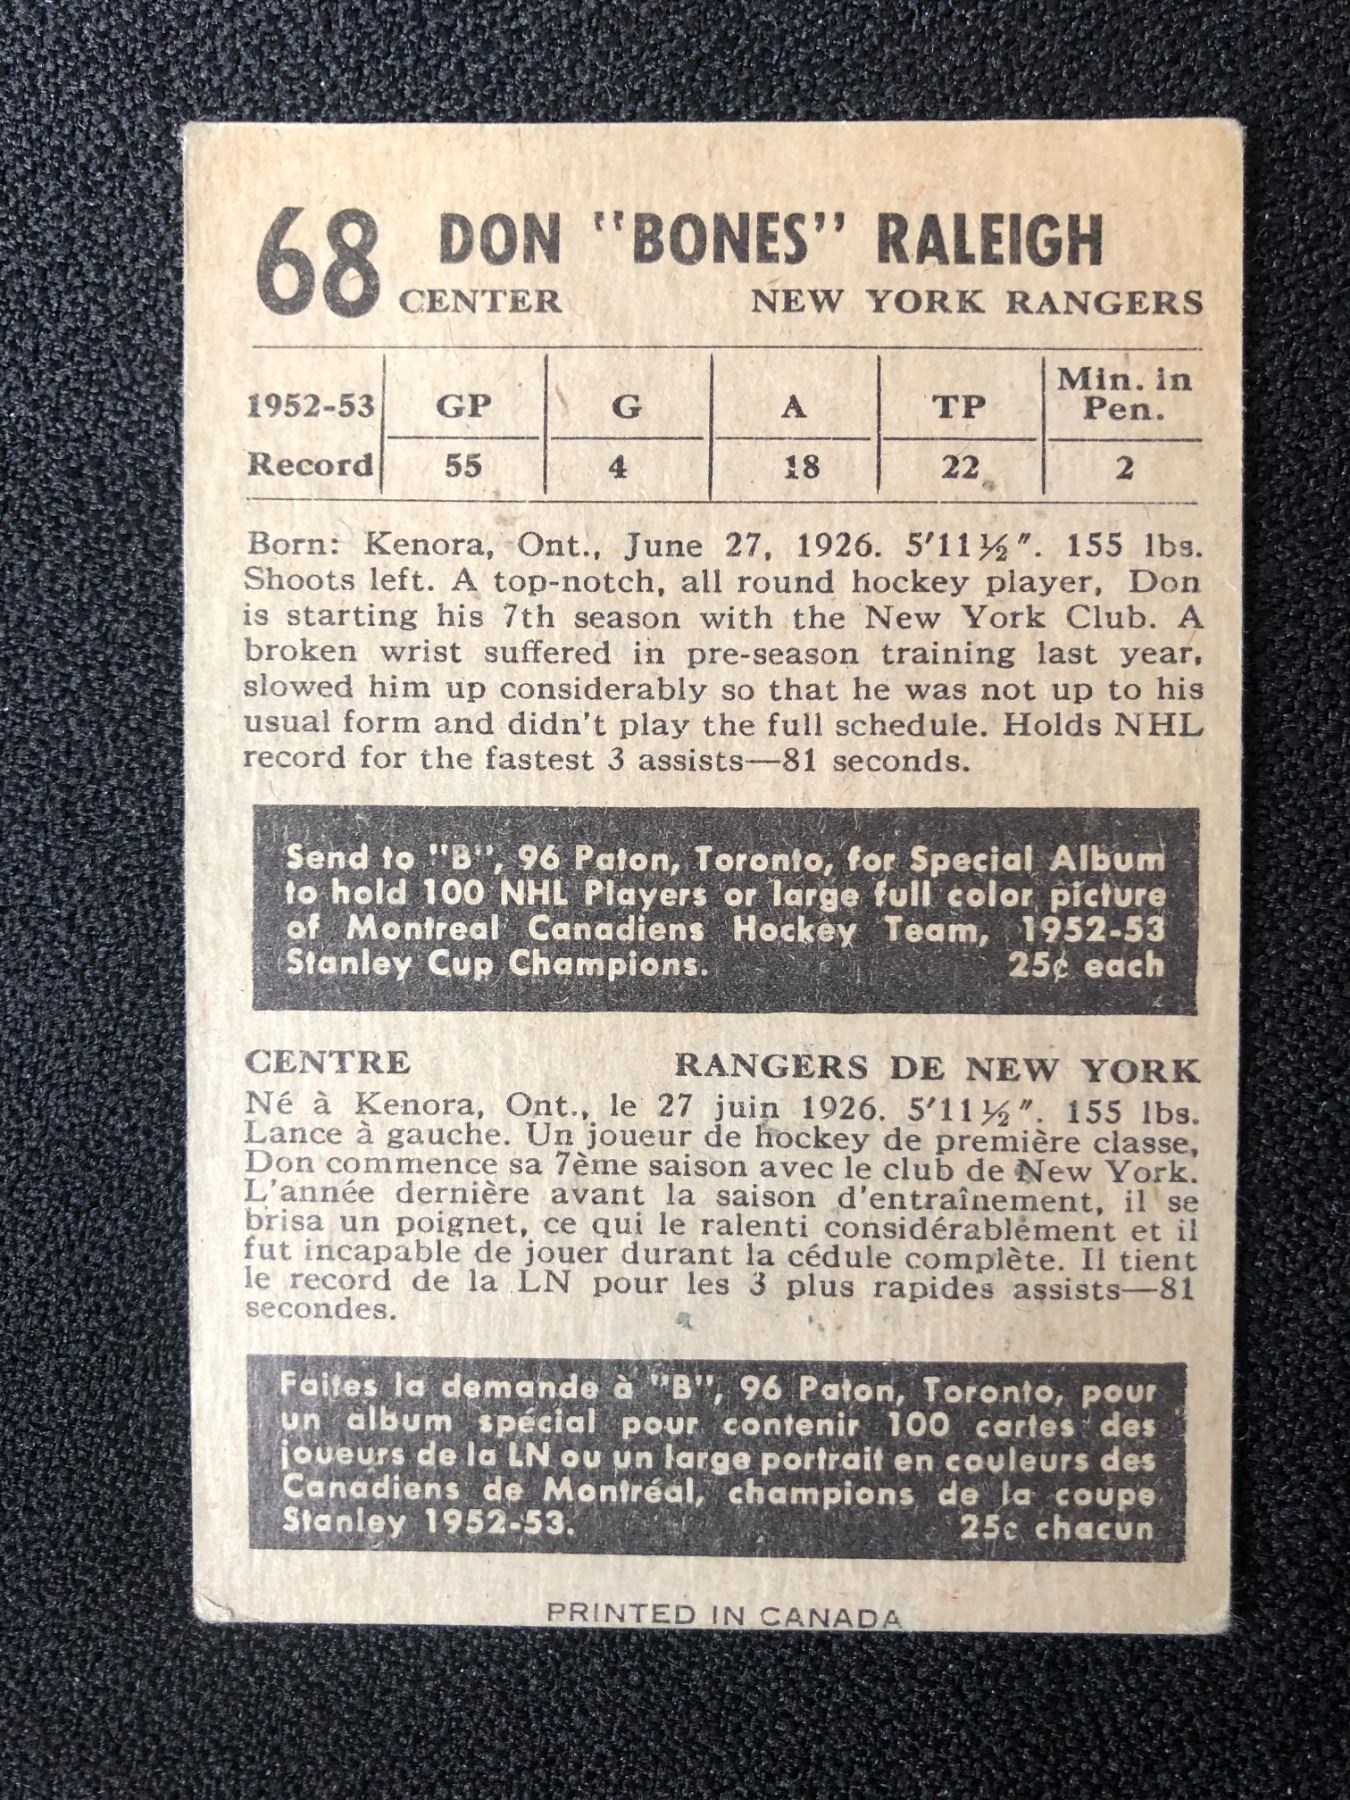 68 DON "BONES" RALEIGH
CENTER NEW YORK RANGERS
1952-53 GP G A TP Min. in Pen.
Record 55 4 18 22 2
Born: Kenora, Ont., June 27, 1926. 5'11½". 155 lbs.
Shoots left. A top-notch, all round hockey player, Don
is starting his 7th season with the New York Club. A
broken wrist suffered in pre-season training last year,
slowed him up considerably so that he was not up to his
usual form and didn't play the full schedule. Holds NHL
record for the fastest 3 assists—81 seconds.
Send to "B", 96 Paton, Toronto, for Special Album
to hold 100 NHL Players or large full color picture
of Montreal Canadiens Hockey Team, 1952-53
Stanley Cup Champions. 25¢ each
CENTRE RANGERS DE NEW YORK
Né à Kenora, Ont., le 27 juin 1926. 5'11½". 155 lbs.
Lance à gauche. Un joueur de hockey de première classe,
Don commence sa 7ème saison avec le club de New York.
L'année dernière avant la saison d'entraînement, il se
brisa un poignet, ce qui le ralenti considérablement et il
fut incapable de jouer durant la cédule complète. Il tient
le record de la LN pour les 3 plus rapides assists—81
secondes.
Faites la demande à "B", 96 Paton, Toronto, pour
un album spécial pour contenir 100 cartes des
joueurs de la LN ou un large portrait en couleurs des
Canadiens de Montréal, champions de la coupe
Stanley 1952-53. 25¢ chacun
PRINTED IN CANADA